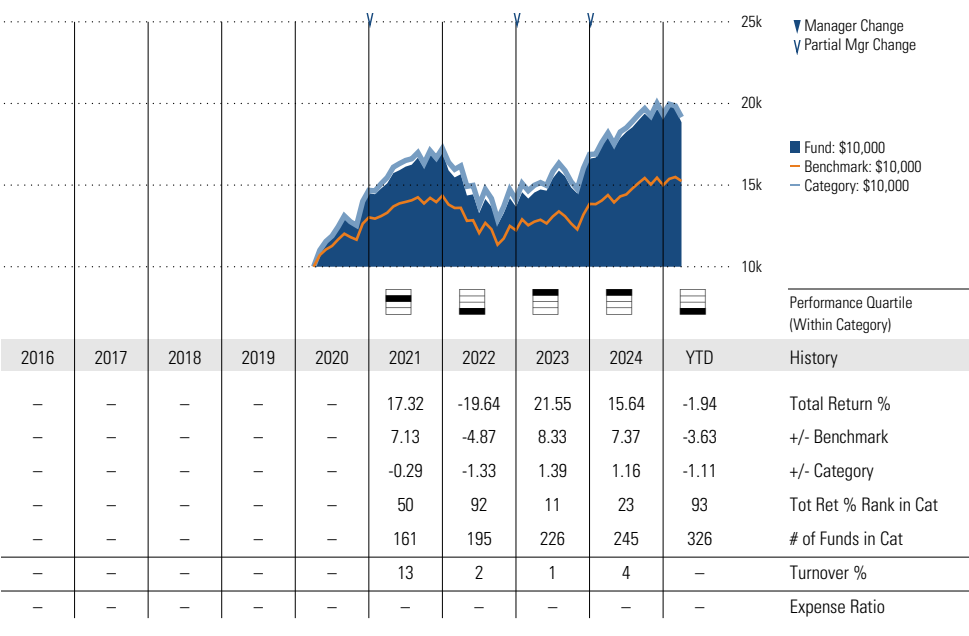 25k
20k
15k
10k
Manager Change
Partial Mgr Change
Fund: $10,000
Benchmark: $10,000
Category: $10,000
Performance Quartile
(Within Category)
2016 2017 2018 2019 2020 2021 2022 2023 2024 YTD History
– – – – – 17.32 -19.64 21.55 15.64 -1.94 Total Return %
– – – – – 7.13 -4.87 8.33 7.37 -3.63 +/- Benchmark
– – – – – -0.29 -1.33 1.39 1.16 -1.11 +/- Category
– – – – – 50 92 11 23 93 Tot Ret % Rank in Cat
– – – – – 161 195 226 245 326 # of Funds in Cat
– – – – – 13 2 1 4 – Turnover %
– – – – – – – – – – Expense Ratio